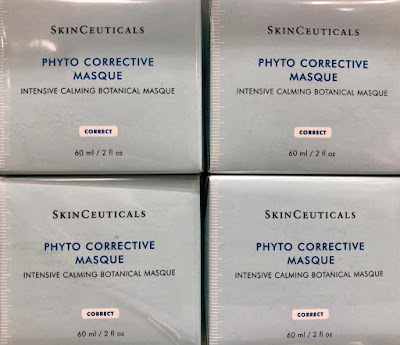 SKINCEUTICALS
PHYTO CORRECTIVE
MASQUE
INTENSIVE CALMING BOTANICAL MASQUE
CORRECT
60 ml / 2 fl oz
SKINCEUTICALS
PHYTO CORRECTIVE
MASQUE
INTENSIVE CALMING BOTANICAL MASQUE
CORRECT
60 ml / 2 fl oz
SKINCEUTICALS
PHYTO CORRECTIVE
MASQUE
INTENSIVE CALMING BOTANICAL MASQUE
CORRECT
60 ml / 2 fl oz
SKINCEUTICALS
PHYTO CORRECTIVE
MASQUE
INTENSIVE CALMING BOTANICAL MASQUE
CORRECT
60 ml / 2 fl oz